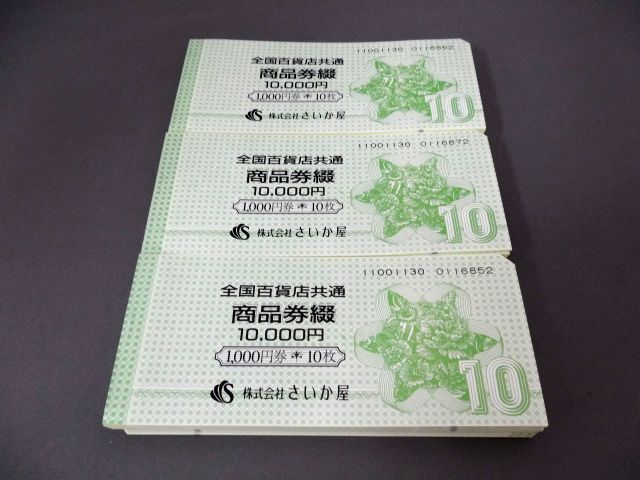 11001130 0116862
全国百貨店共通
商品券綴
10,000円
1,000円券＊10枚
株式会社さいか屋
10
11001130 0116872
全国百貨店共通
商品券綴
10,000円
1,000円券＊10枚
株式会社さいか屋
10
11001130 0116852
全国百貨店共通
商品券綴
10,000円
1,000円券＊10枚
株式会社さいか屋
10